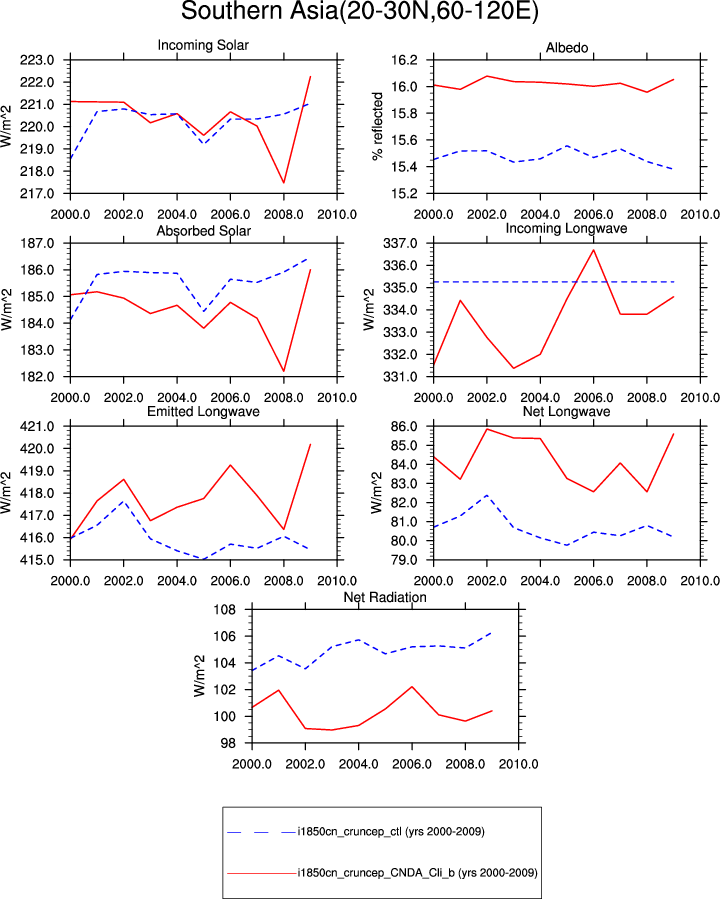 Southern Asia(20-30N,60-120E)
Incoming Solar
W/m^2
223.0
222.0
221.0
220.0
219.0
218.0
217.0
2000.0 2002.0 2004.0 2006.0 2008.0 2010.0
Albedo
% reflected
16.2
16.0
15.8
15.6
15.4
15.2
2000.0 2002.0 2004.0 2006.0 2008.0 2010.0
Absorbed Solar
W/m^2
187.0
186.0
185.0
184.0
183.0
182.0
2000.0 2002.0 2004.0 2006.0 2008.0 2010.0
Incoming Longwave
W/m^2
337.0
336.0
335.0
334.0
333.0
332.0
331.0
2000.0 2002.0 2004.0 2006.0 2008.0 2010.0
Emitted Longwave
W/m^2
421.0
420.0
419.0
418.0
417.0
416.0
415.0
2000.0 2002.0 2004.0 2006.0 2008.0 2010.0
Net Longwave
W/m^2
86.0
85.0
84.0
83.0
82.0
81.0
80.0
79.0
2000.0 2002.0 2004.0 2006.0 2008.0 2010.0
Net Radiation
W/m^2
108
106
104
102
100
98
2000.0 2002.0 2004.0 2006.0 2008.0 2010.0
i1850cn_cruncep_ctl (yrs 2000-2009)
i1850cn_cruncep_CNDA_Cli_b (yrs 2000-2009)